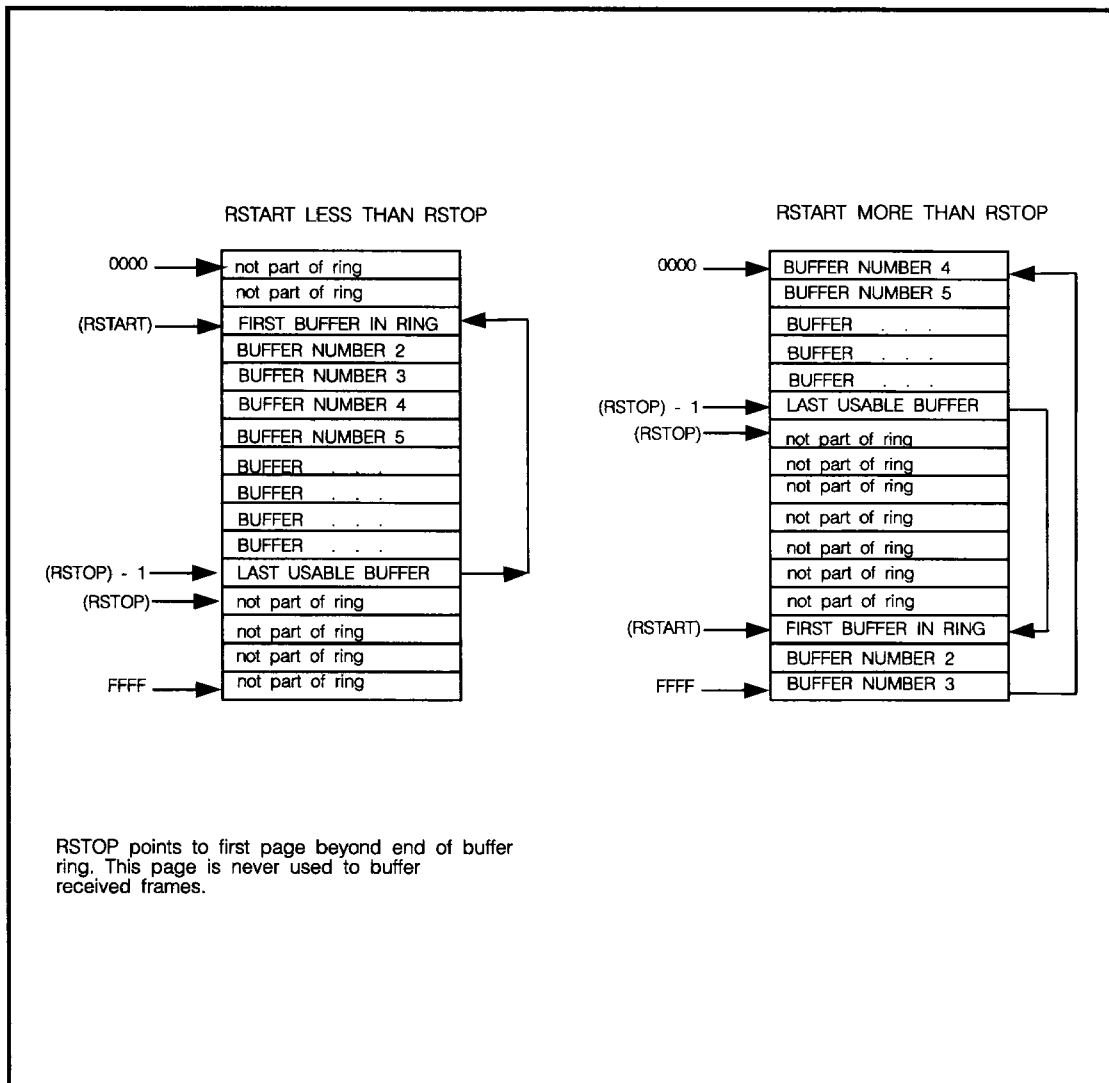 RSTART LESS THAN RSTOP
0000
not part of ring
not part of ring
(RSTART)
FIRST BUFFER IN RING
BUFFER NUMBER 2
BUFFER NUMBER 3
BUFFER NUMBER 4
BUFFER NUMBER 5
BUFFER . . .
BUFFER . . .
BUFFER . . .
BUFFER . . .
(RSTOP) - 1
LAST USABLE BUFFER
(RSTOP)
not part of ring
not part of ring
not part of ring
FFFF
not part of ring
RSTART MORE THAN RSTOP
0000
BUFFER NUMBER 4
BUFFER NUMBER 5
BUFFER . . .
BUFFER . . .
BUFFER . . .
(RSTOP) - 1
LAST USABLE BUFFER
(RSTOP)
not part of ring
not part of ring
not part of ring
not part of ring
not part of ring
not part of ring
not part of ring
(RSTART)
FIRST BUFFER IN RING
BUFFER NUMBER 2
FFFF
BUFFER NUMBER 3
RSTOP points to first page beyond end of buffer
ring. This page is never used to buffer
received frames.